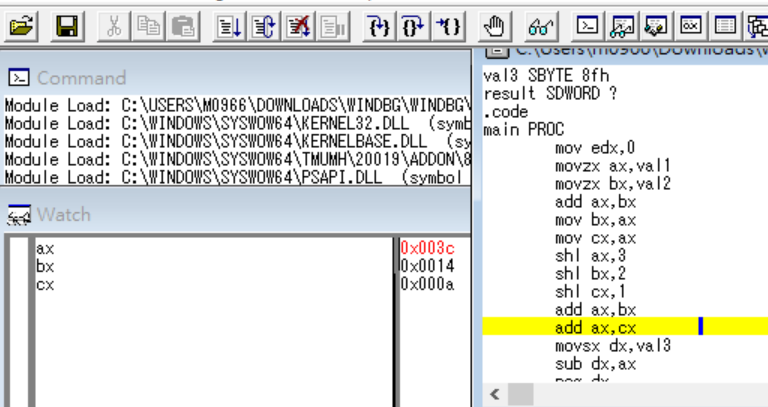 Command
Module Load: C:\USERS\M0966\DOWNLOADS\WINDBG\WINDBG\
Module Load: C:\WINDOWS\SYSWOW64\KERNEL32.DLL (symb
Module Load: C:\WINDOWS\SYSWOW64\KERNELBASE.DLL (sy
Module Load: C:\WINDOWS\SYSWOW64\TMUMH\20019\ADDON\8
Module Load: C:\WINDOWS\SYSWOW64\PSAPI.DLL (symbol
Watch
ax 0x003c
bx 0x0014
cx 0x000a
C:\Users\m0966\Downloads\
val3 SBYTE 8fh
result SDWORD ?
.code
main PROC
mov edx,0
movzx ax,val1
movzx bx,val2
add ax,bx
mov bx,ax
mov cx,ax
shl ax,3
shl bx,2
shl cx,1
add ax,bx
add ax,cx
movsx dx,val3
sub dx,ax